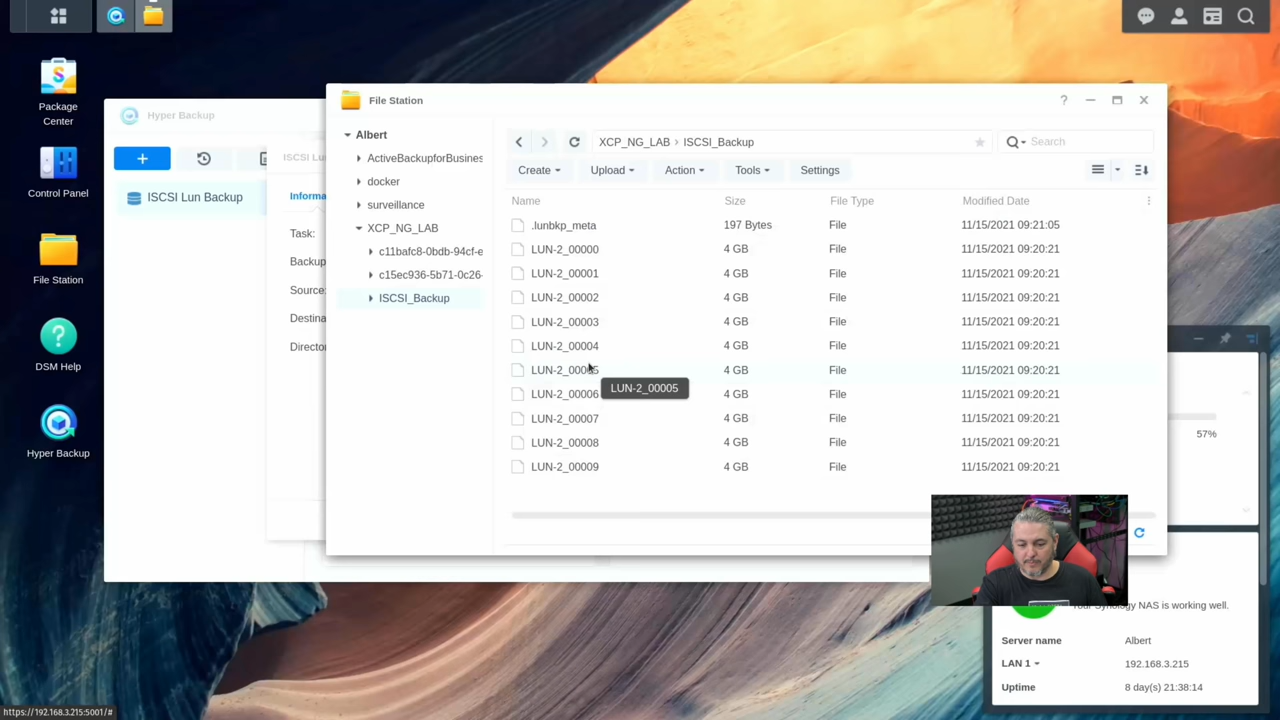 Package
Center
Control Panel
File Station
DSM Help
Hyper Backup
Hyper Backup
ISCSI Lun Backup
ISCSI Lu
Informa
Task:
Backup
Source:
Destina
Directo
File Station
Albert
ActiveBackupforBusines
docker
surveillance
XCP_NG_LAB
c11bafc8-0bdb-94cf-e
c15ec936-5b71-0c26-
ISCSI_Backup
XCP_NG_LAB › ISCSI_Backup
Search
Create Upload Action Tools Settings
Name Size File Type Modified Date
.lunbkp_meta 197 Bytes File 11/15/2021 09:21:05
LUN-2_00000 4 GB File 11/15/2021 09:20:21
LUN-2_00001 4 GB File 11/15/2021 09:20:21
LUN-2_00002 4 GB File 11/15/2021 09:20:21
LUN-2_00003 4 GB File 11/15/2021 09:20:21
LUN-2_00004 4 GB File 11/15/2021 09:20:21
LUN-2_00005 4 GB File 11/15/2021 09:20:21
LUN-2_00005
LUN-2_00006 4 GB File 11/15/2021 09:20:21
LUN-2_00007 4 GB File 11/15/2021 09:20:21
LUN-2_00008 4 GB File 11/15/2021 09:20:21
LUN-2_00009 4 GB File 11/15/2021 09:20:21
57%
Your Synology NAS is working well.
Server name Albert
LAN 1 192.168.3.215
Uptime 8 day(s) 21:38:14
https://192.168.3.215:5001/#